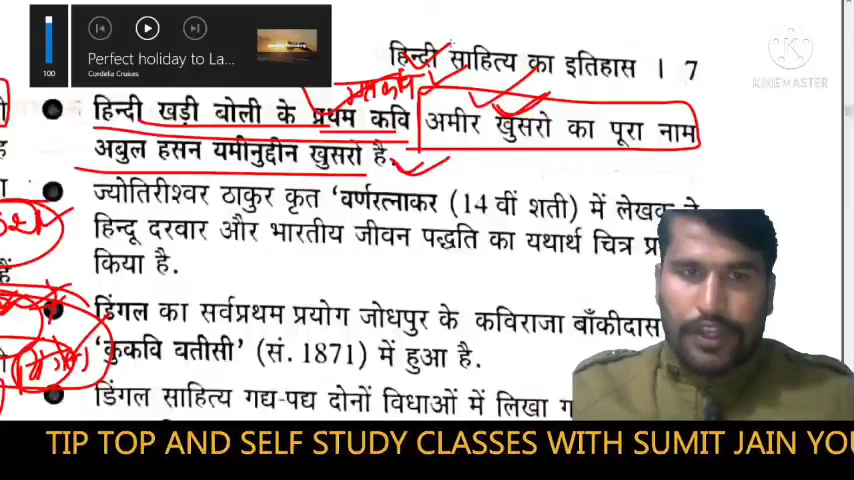 100
Perfect holiday to La...
Cordelia Cruises
KINEMASTER
हिन्दी साहित्य का इतिहास । 7
हिन्दी खड़ी बोली के प्रथम कवि अमीर खुसरो का पूरा नाम
अबुल हसन यमीनुद्दीन खुसरो है.
ज्योतिरीश्वर ठाकुर कृत 'वर्णरत्नाकर (14 वीं शती) में लेखक ने
हिन्दू दरवार और भारतीय जीवन पद्धति का यथार्थ चित्र
किया है.
डिंगल का सर्वप्रथम प्रयोग जोधपुर के कविराजा बाँकीदास
'कुकवि बतीसी' (सं. 1871) में हुआ है.
डिंगल साहित्य गद्य-पद्य दोनों विधाओं में लिखा
TIP TOP AND SELF STUDY CLASSES WITH SUMIT JAIN YOU